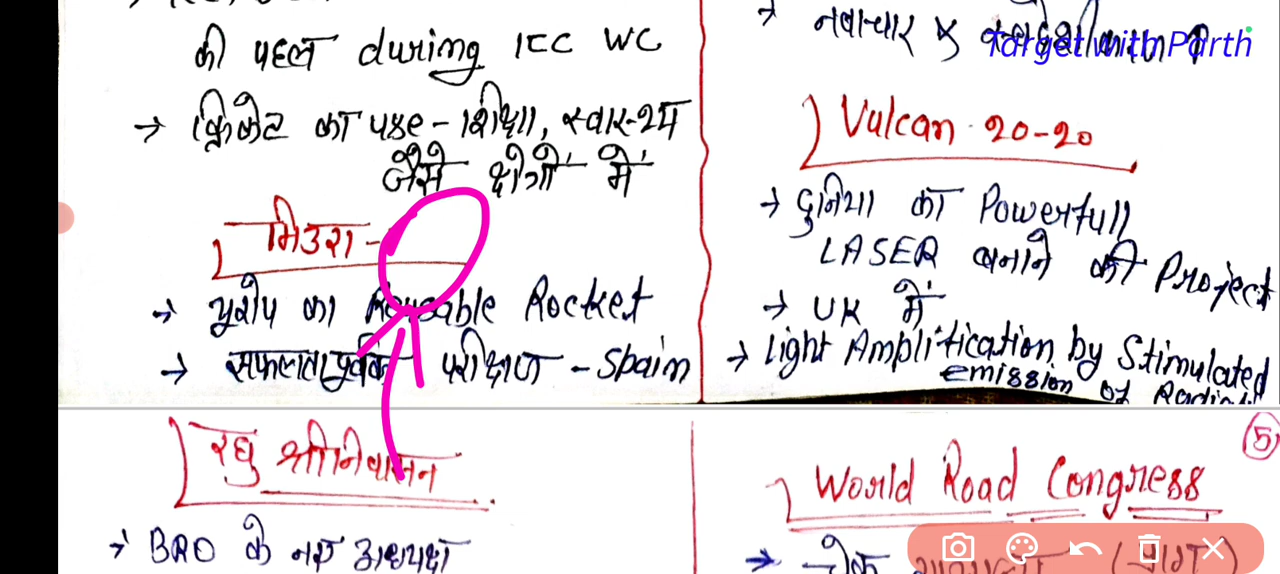 की पहल during ICC WC
→ क्रिकेट का पक्ष - शिक्षा, स्वास्थ्य
जैसे क्षेत्रों में
मिउरा -
→ यूरोप का Reusable Rocket
→ सफलतापूर्वक परीक्षण - Spain
रघु श्रीनिवासन
→ BRO के नए अध्यक्ष
→ नवाचार &
Target with Parth
Vulcan 20-20
→ दुनिया का Powerfull
LASER बनाने की Project
→ UK में
→ Light Amplification by Stimulated
emission of
5
World Road Congress